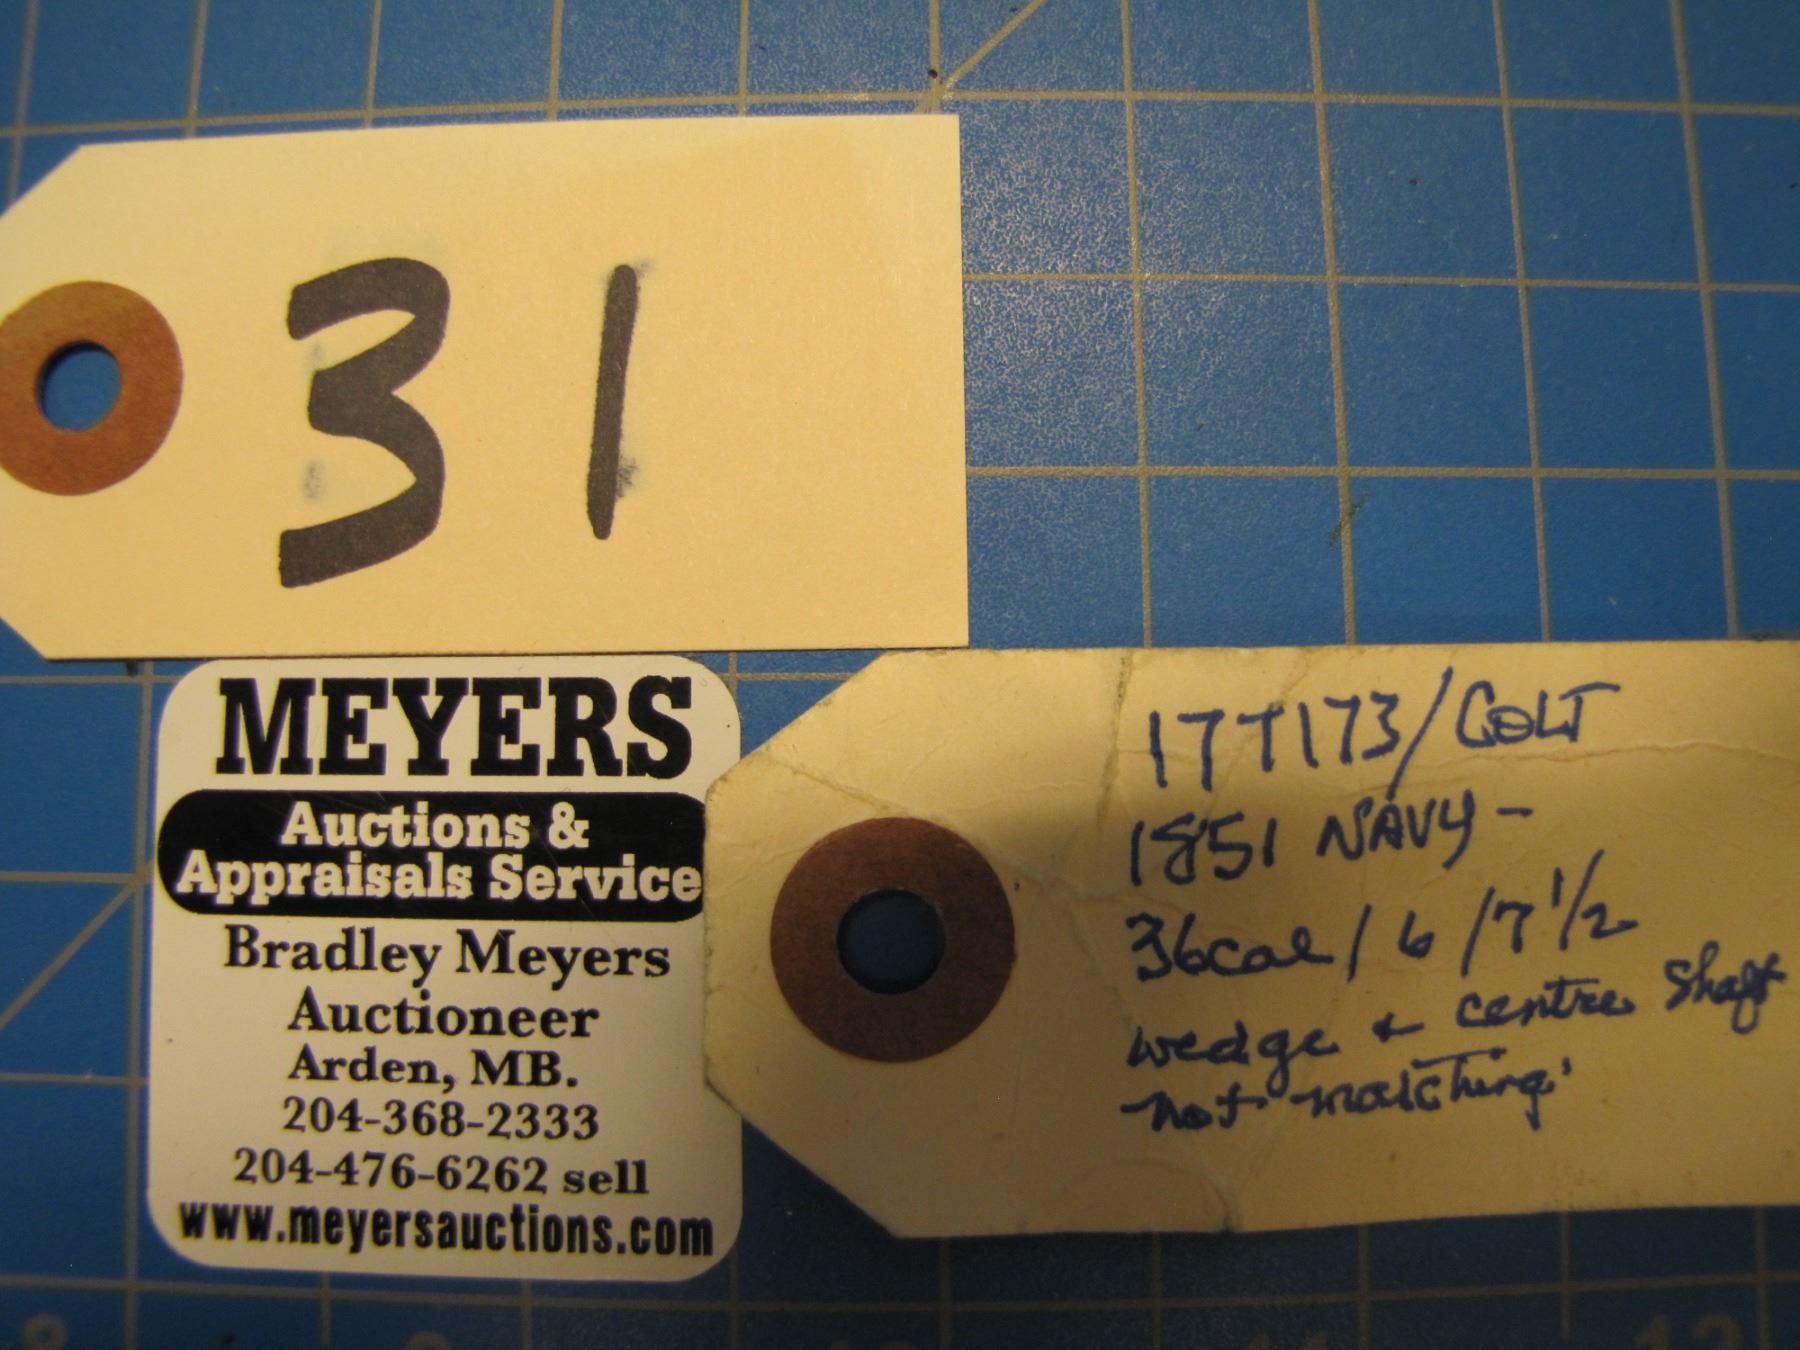 31
MEYERS
Auctions &
Appraisals Service
Bradley Meyers
Auctioneer
Arden, MB.
204-368-2333
204-476-6262 sell
www.meyersauctions.com
177173/COLT
1851 NAVY -
36cal / 6 / 7 1/2
wedge & centre shaft
not matching